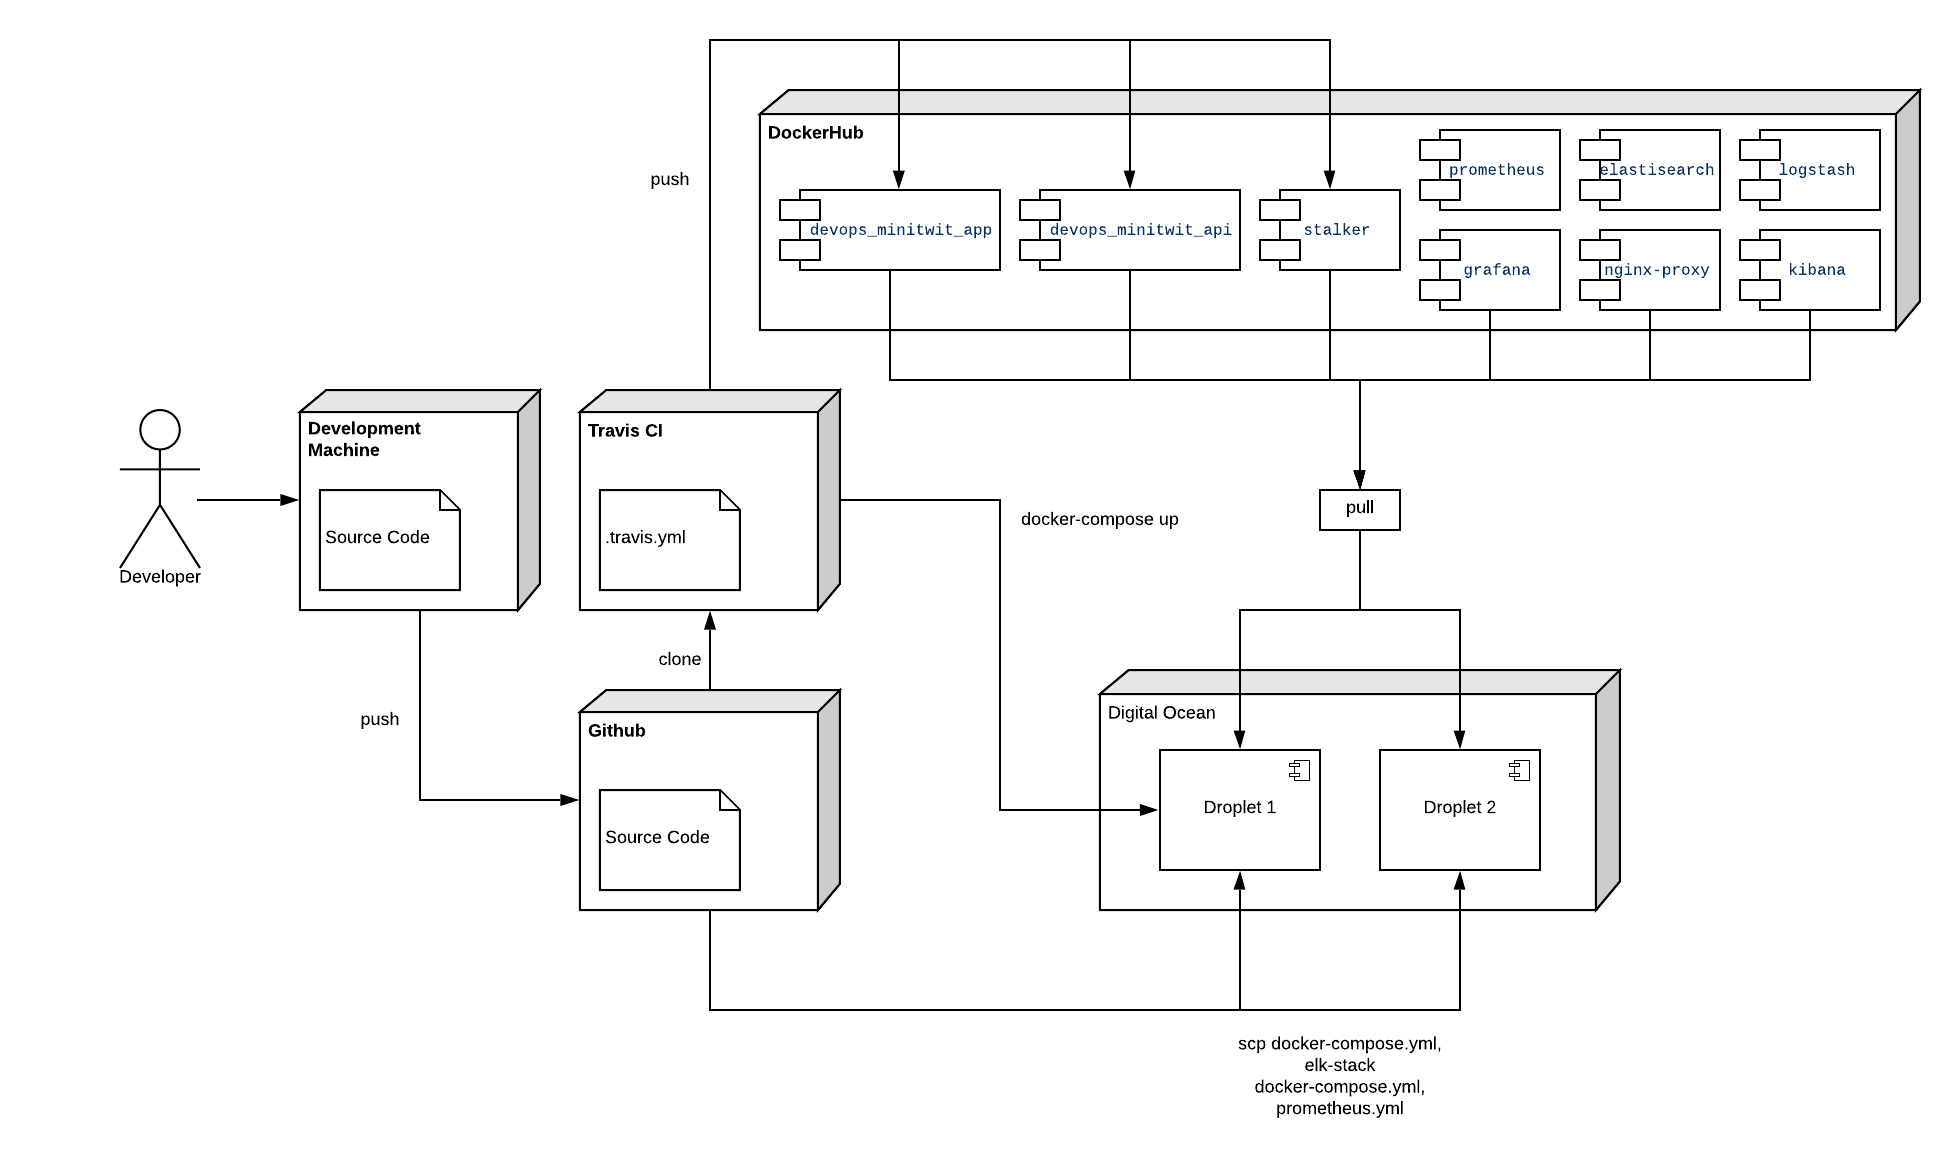 push
DockerHub
prometheus
elastisearch
logstash
devops_minitwit_app
devops_minitwit_api
stalker
grafana
nginx-proxy
kibana
Development
Machine
Travis CI
Source Code
.travis.yml
Developer
docker-compose up
pull
clone
push
Github
Digital Ocean
Source Code
Droplet 1
Droplet 2
scp docker-compose.yml,
elk-stack
docker-compose.yml,
prometheus.yml